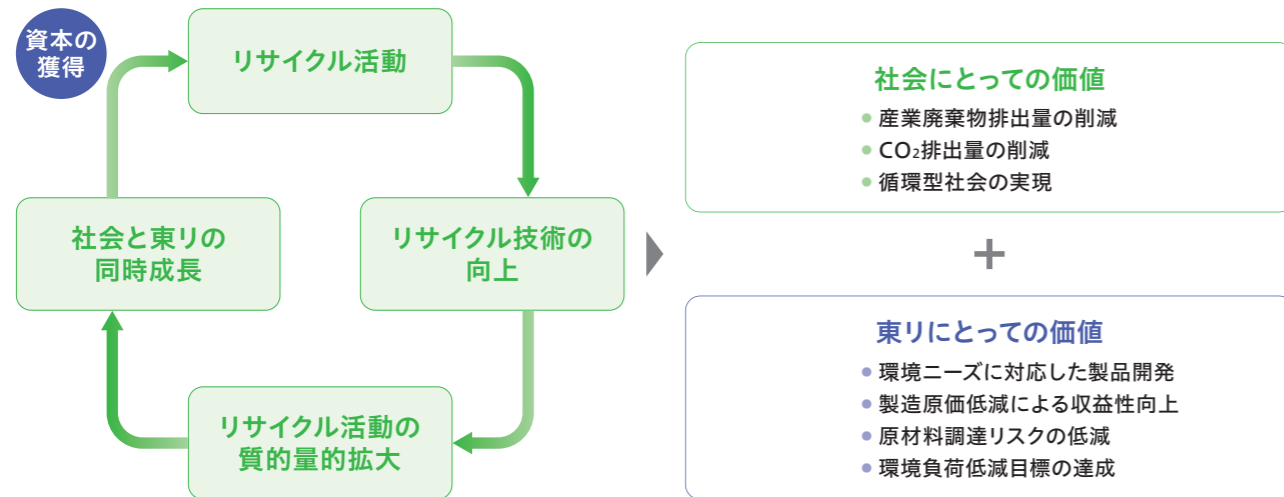 資本の
獲得
リサイクル活動
リサイクル技術の
向上
リサイクル活動の
質的量的拡大
社会と東リの
同時成長
社会にとっての価値
● 産業廃棄物排出量の削減
● CO₂排出量の削減
● 循環型社会の実現
+
東リにとっての価値
● 環境ニーズに対応した製品開発
● 製造原価低減による収益性向上
● 原材料調達リスクの低減
● 環境負荷低減目標の達成